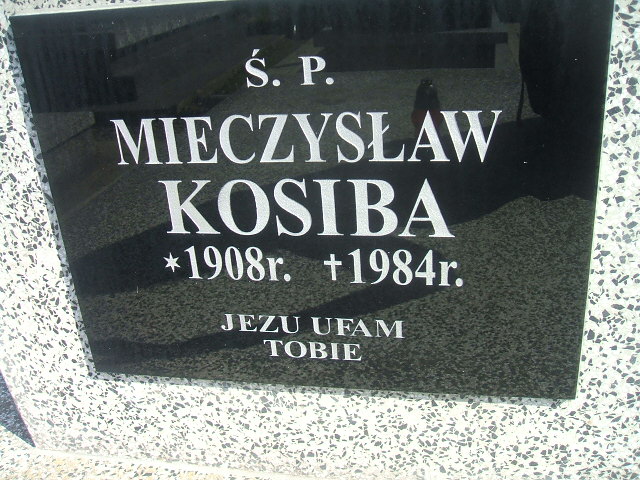 Ś. P.
MIECZYSŁAW
KOSIBA
*1908r. †1984r.
JEZU UFAM
TOBIE